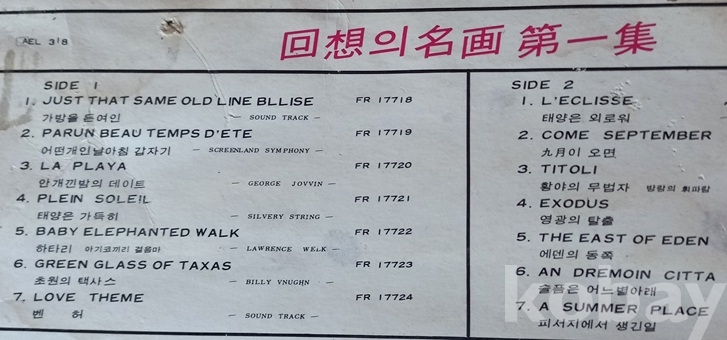 AEL 318
回想의名画 第一集
SIDE 1
1. JUST THAT SAME OLD LINE BLLISE FR 17718
가방을 든여인 — SOUND TRACK —
2. PARUN BEAU TEMPS D'ETE FR 17719
어떤개인날아침 갑자기 — SCREENLAND SYMPHONY —
3. LA PLAYA FR 17720
안개낀밤의 데이트 — GEORGE JOVVIN —
4. PLEIN SOLEIL FR 17721
태양은 가득히 — SILVERY STRING —
5. BABY ELEPHANTED WALK FR 17722
하타리 아기코끼리 걸음마 — LAWRENCE WELK —
6. GREEN GLASS OF TAXAS FR 17723
초원의 택사스 — BILLY VNUGHN —
7. LOVE THEME FR 17724
벤 허 — SOUND TRACK —
SIDE 2
1. L'ECLISSE
태양은 외로워
2. COME SEPTEMBER
九月이 오면
3. TITOLI
황야의 무법자 방랑의 휘파람
4. EXODUS
영광의 탈출
5. THE EAST OF EDEN
에덴의 동쪽
6. AN DREMOIN CITTA
슬픔은 어느별아래
7. A SUMMER PLACE
피서지에서 생긴일
kobay